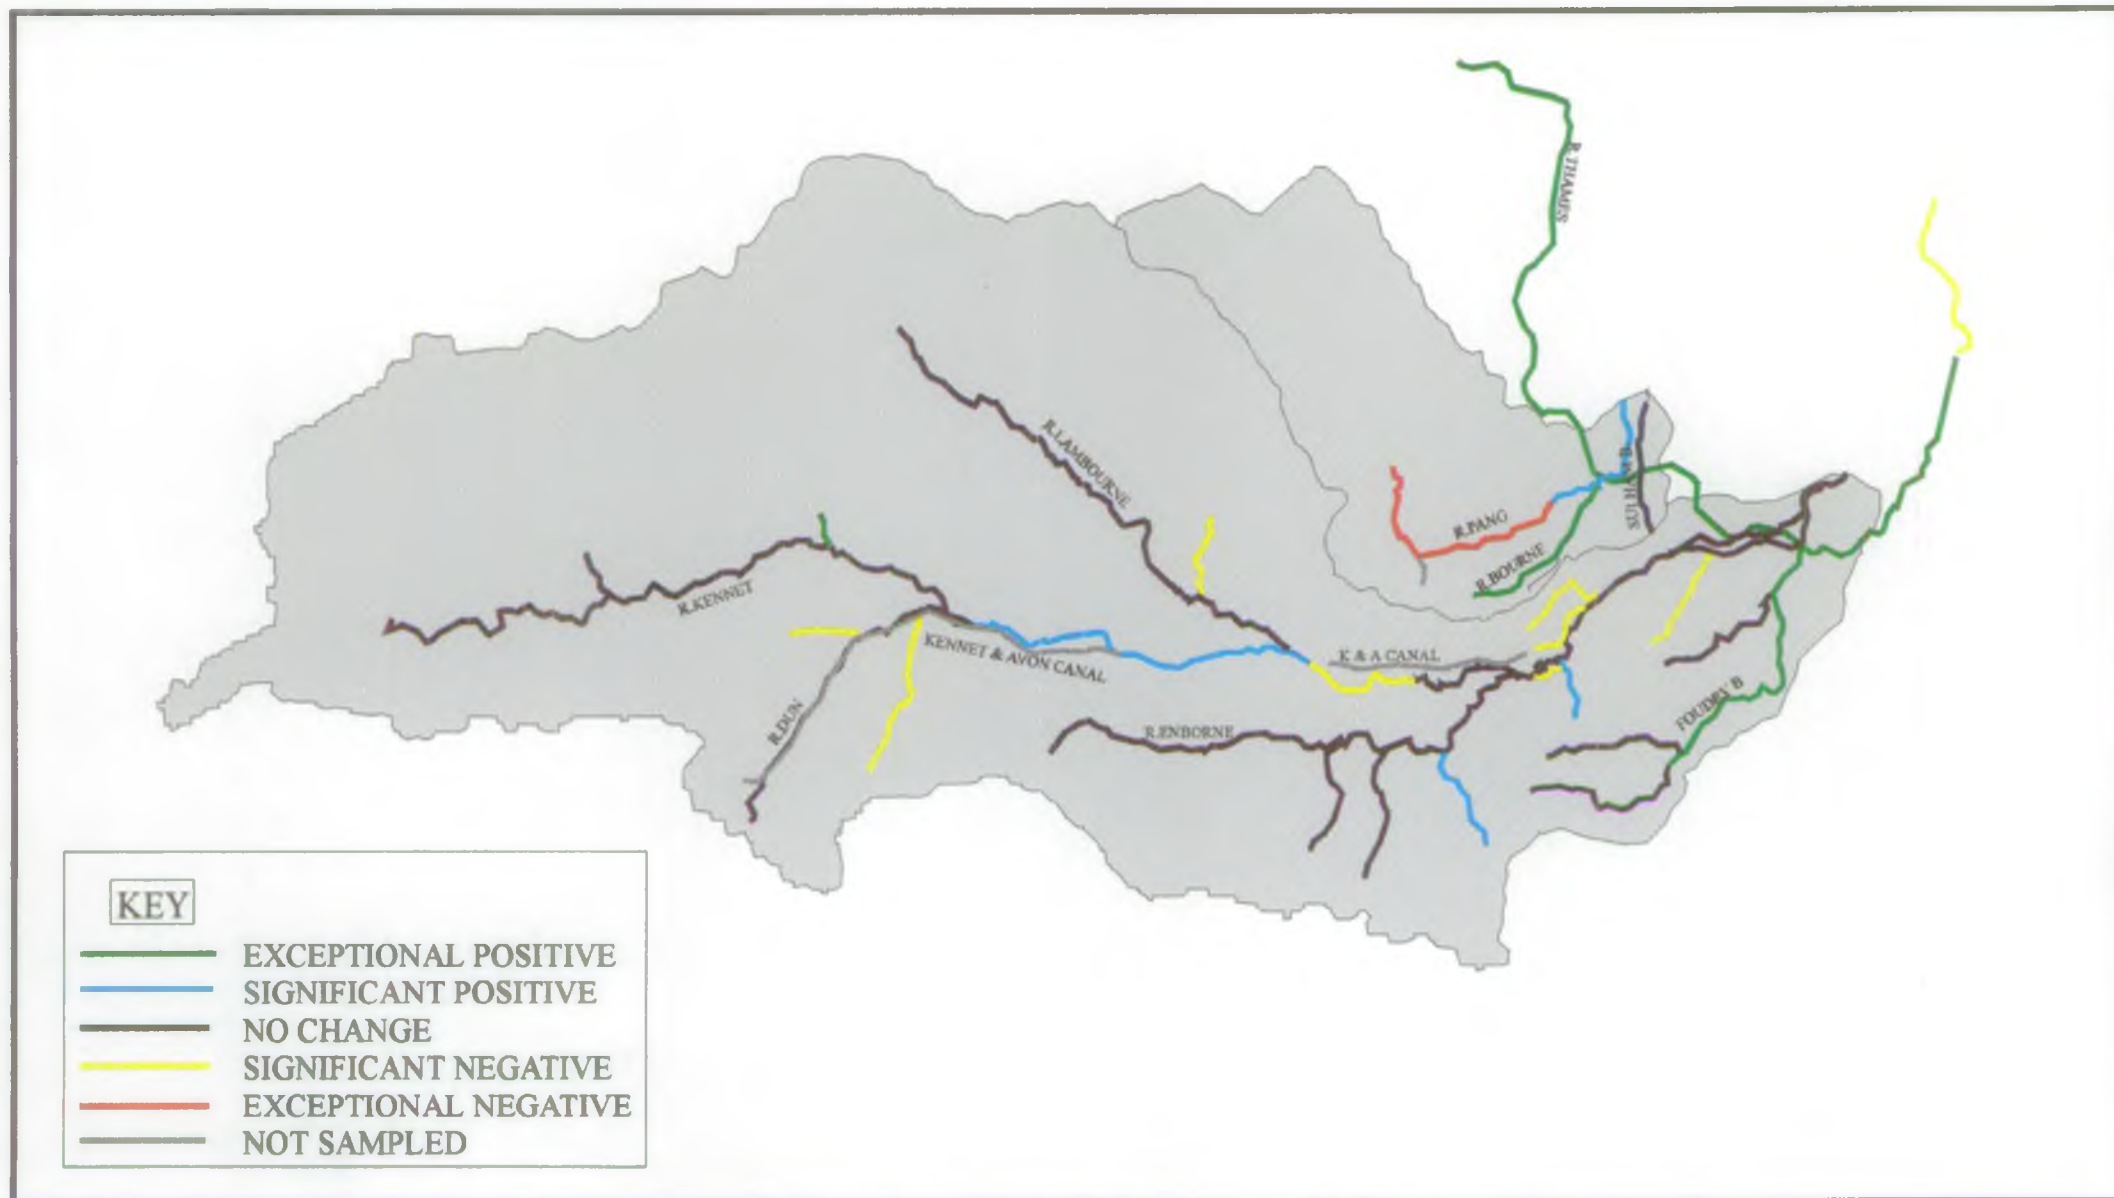 R.THAMES
R.LAMBOURNE
SULHAM B
R.PANG
R.BOURNE
R.KENNET
KENNET & AVON CANAL
K & A CANAL
R.DUN
R.ENBORNE
FOUDRY B
KEY
EXCEPTIONAL POSITIVE
SIGNIFICANT POSITIVE
NO CHANGE
SIGNIFICANT NEGATIVE
EXCEPTIONAL NEGATIVE
NOT SAMPLED